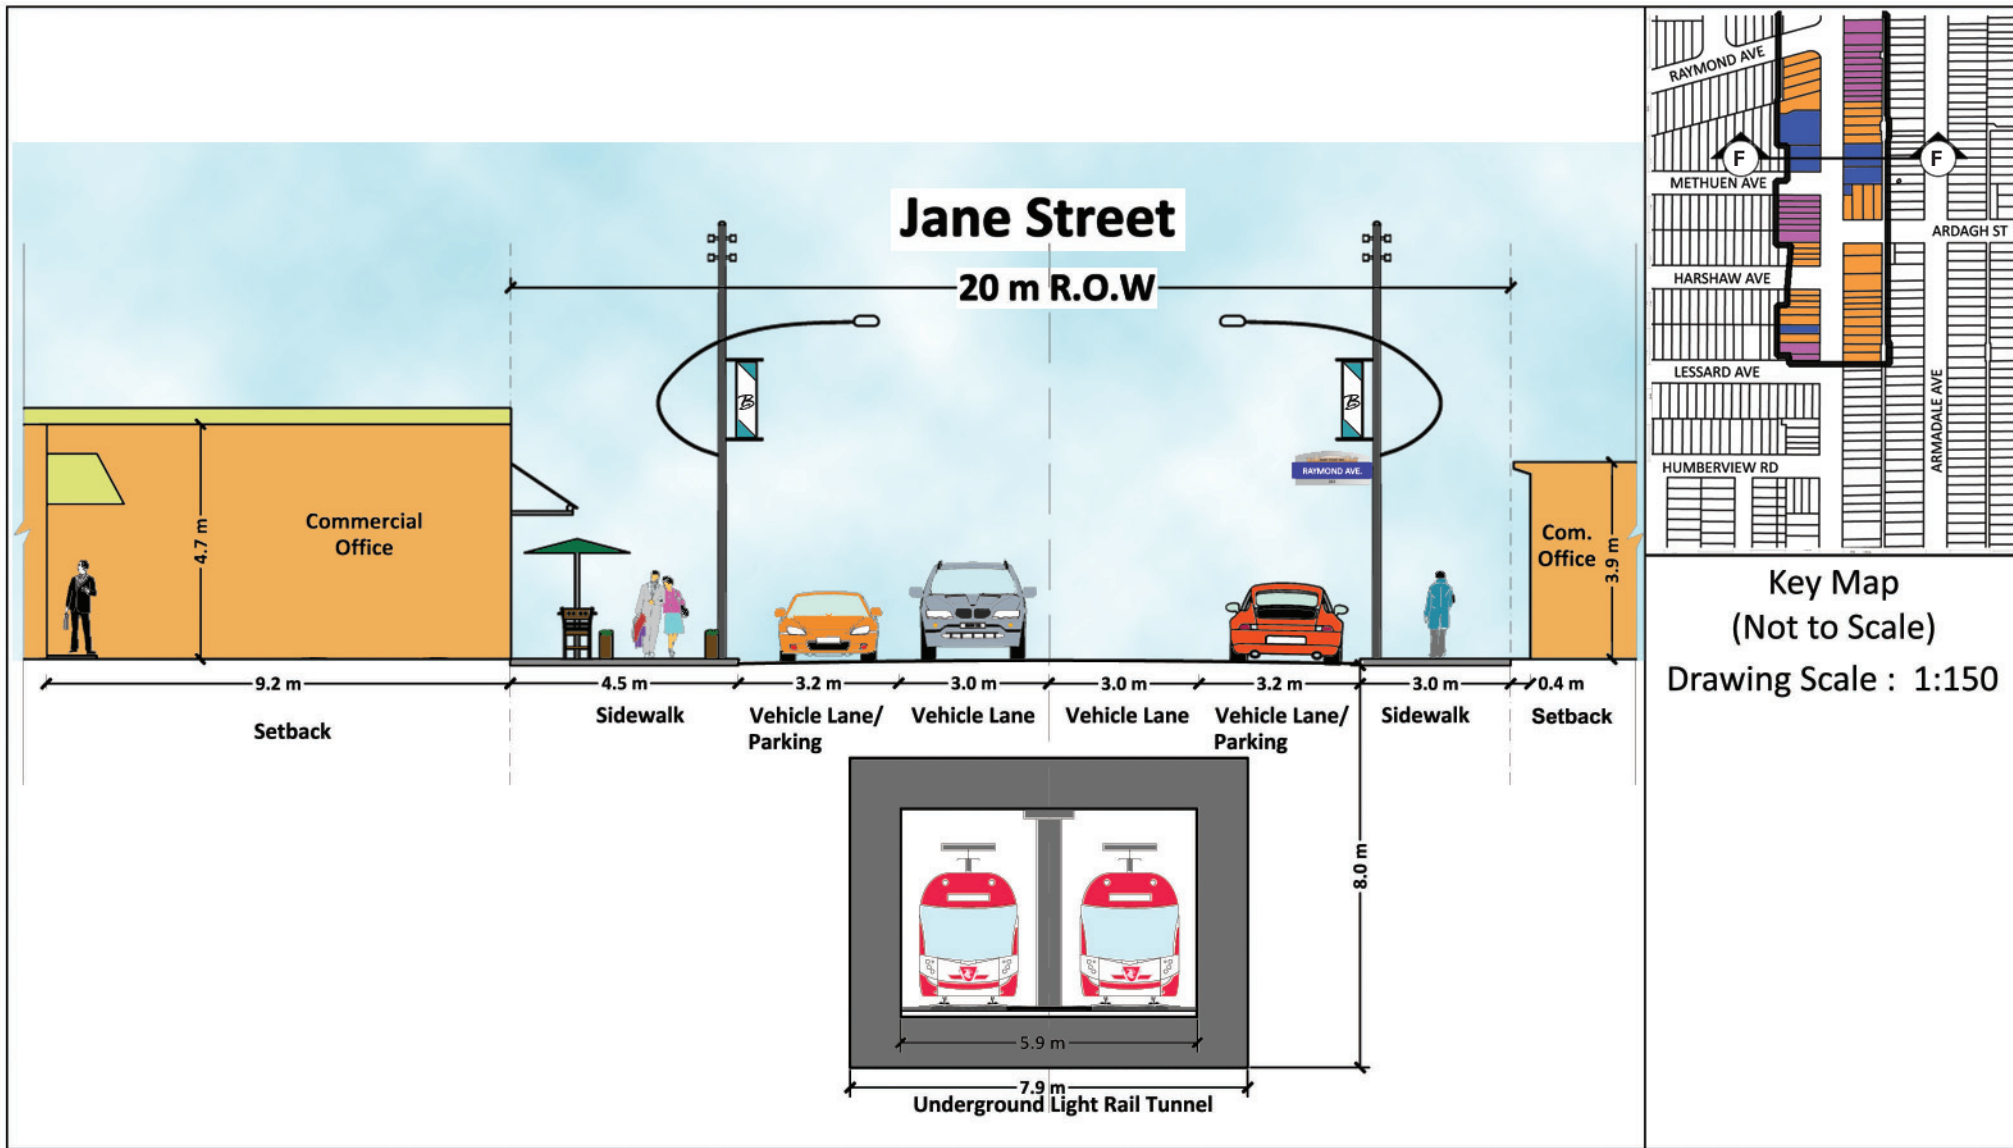 Jane Street
20 m R.O.W
B
B
RAYMOND AVE.
Commercial
Office
4.7 m
Com.
Office
3.9 m
9.2 m
4.5 m
3.2 m
3.0 m
3.0 m
3.2 m
3.0 m
0.4 m
Setback
Sidewalk
Vehicle Lane/
Parking
Vehicle Lane
Vehicle Lane
Vehicle Lane/
Parking
Sidewalk
Setback
8.0 m
5.9 m
7.9 m
Underground Light Rail Tunnel
RAYMOND AVE
F
F
METHUEN AVE
ARDAGH ST
HARSHAW AVE
LESSARD AVE
ARMADALE AVE
HUMBERVIEW RD
Key Map
(Not to Scale)
Drawing Scale : 1:150